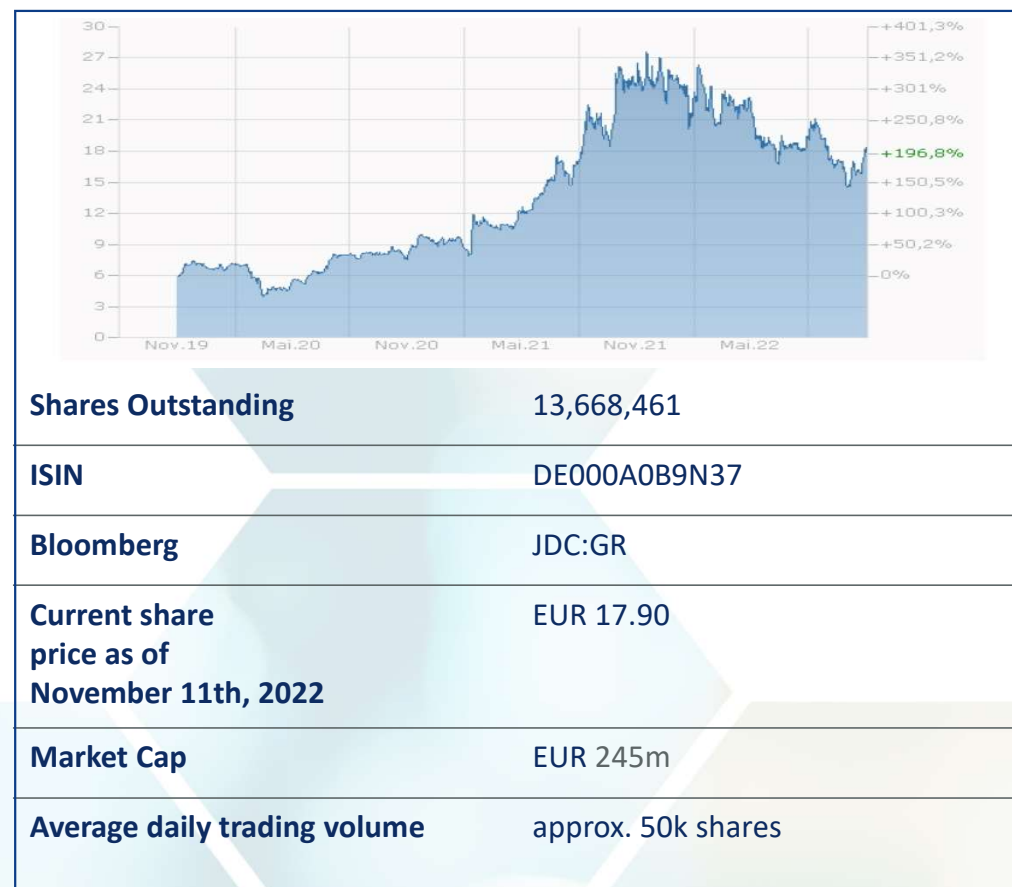 30
27
24
21
18
15
12
9
6
3
0
+401,3%
+351,2%
+301%
+250,8%
+196,8%
+150,5%
+100,3%
+50,2%
0%
Nov.19 Mai.20 Nov.20 Mai.21 Nov.21 Mai.22
Shares Outstanding 13,668,461
ISIN DE000A0B9N37
Bloomberg JDC:GR
Current share EUR 17.90
price as of
November 11th, 2022
Market Cap EUR 245m
Average daily trading volume approx. 50k shares